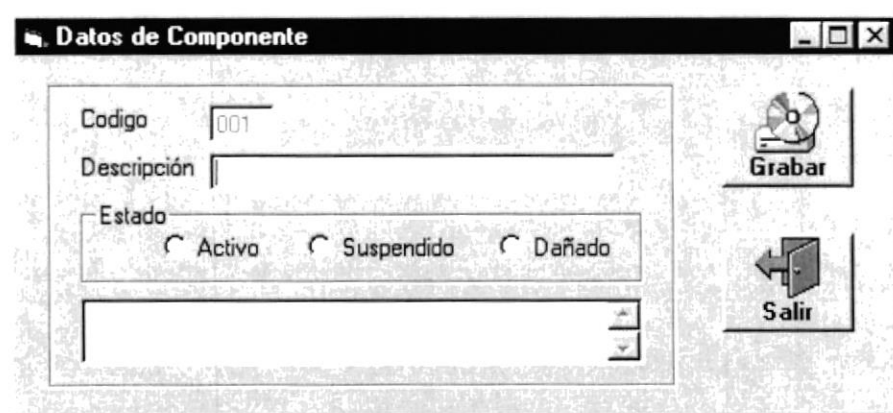 Datos de Componente
Codigo 001
Descripción
Estado
Activo Suspendido Dañado
Grabar
Salir